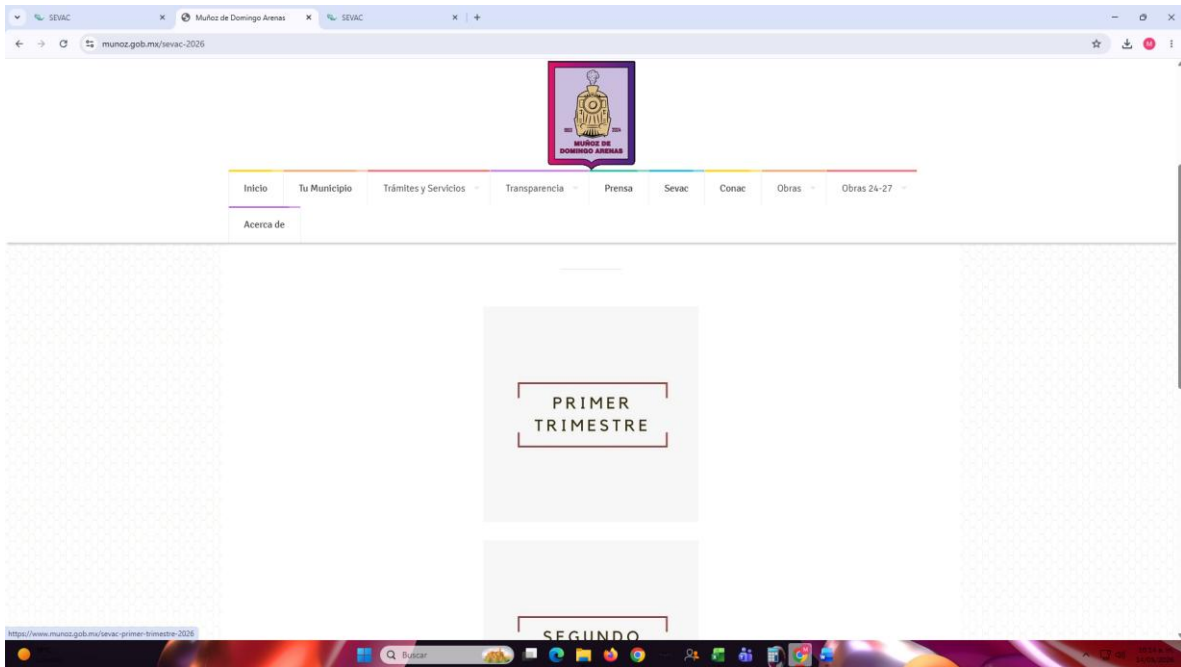 SEVAC
Muñoz de Domingo Arenas
SEVAC
munoz.gob.mx/sevac-2026
MUÑOZ DE
DOMINGO ARENAS
Inicio
Tu Municipio
Trámites y Servicios
Transparencia
Prensa
Sevac
Conac
Obras
Obras 24-27
Acerca de
PRIMER
TRIMESTRE
SEGUNDO
https://www.munoz.gob.mx/sevac-primer-trimestre-2026
Buscar